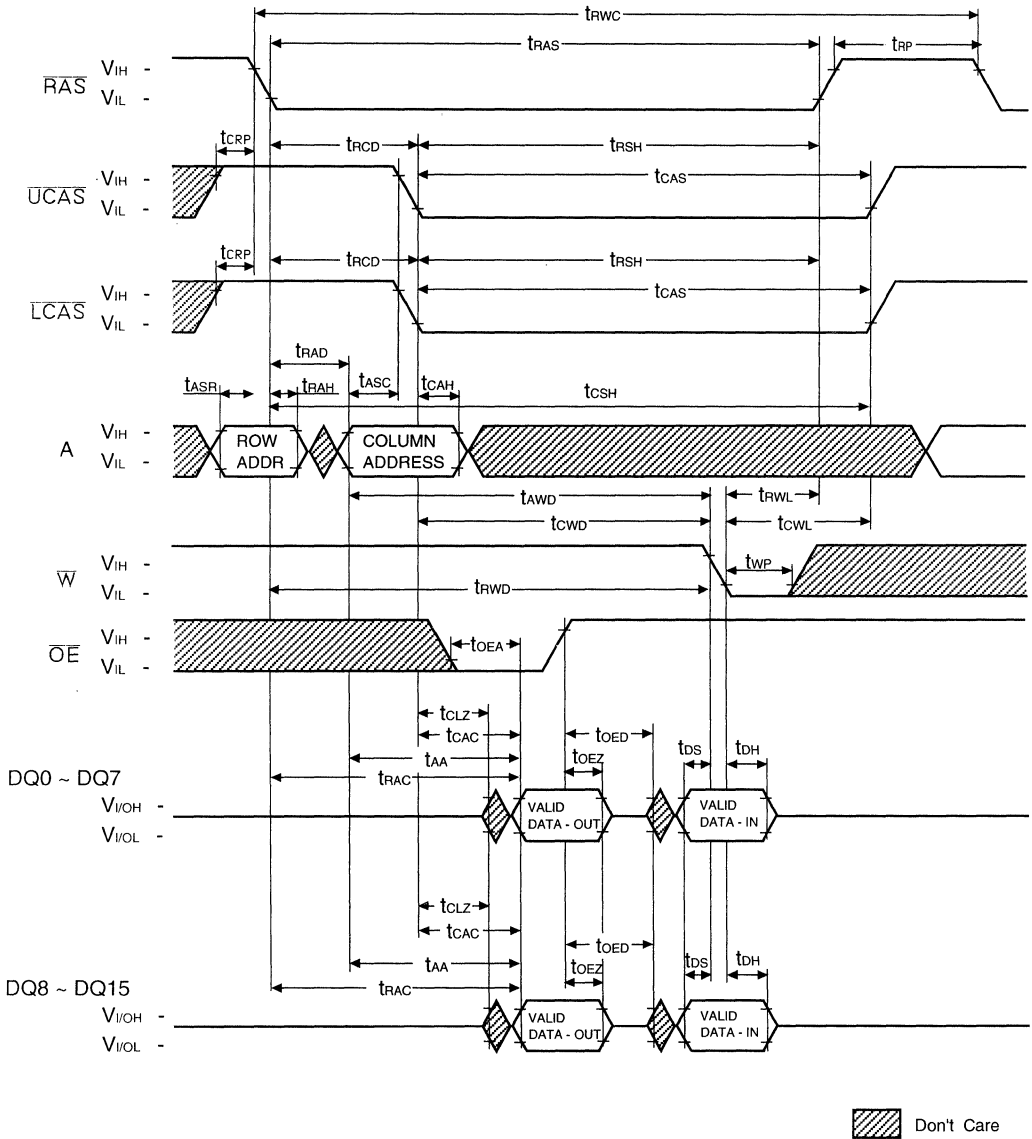 tRWC
tRAS
tRP
RAS
VIH -
VIL -
tCRP
tRCD
tRSH
UCAS
VIH -
VIL -
tCAS
tCRP
tRCD
tRSH
LCAS
VIH -
VIL -
tCAS
tRAD
tASR
tRAH
tASC
tCAH
tCSH
A
VIH -
VIL -
ROW
ADDR
COLUMN
ADDRESS
tAWD
tRWL
tCWD
tCWL
W
VIH -
VIL -
tWP
tRWD
OE
VIH -
VIL -
tOEA
tCLZ
tCAC
tOED
tAA
tOEZ
tDS
tDH
tRAC
DQ0 ~ DQ7
VI/OH -
VI/OL -
VALID
DATA - OUT
VALID
DATA - IN
tCLZ
tCAC
tOED
tAA
tOEZ
tDS
tDH
tRAC
DQ8 ~ DQ15
VI/OH -
VI/OL -
VALID
DATA - OUT
VALID
DATA - IN
Don't Care